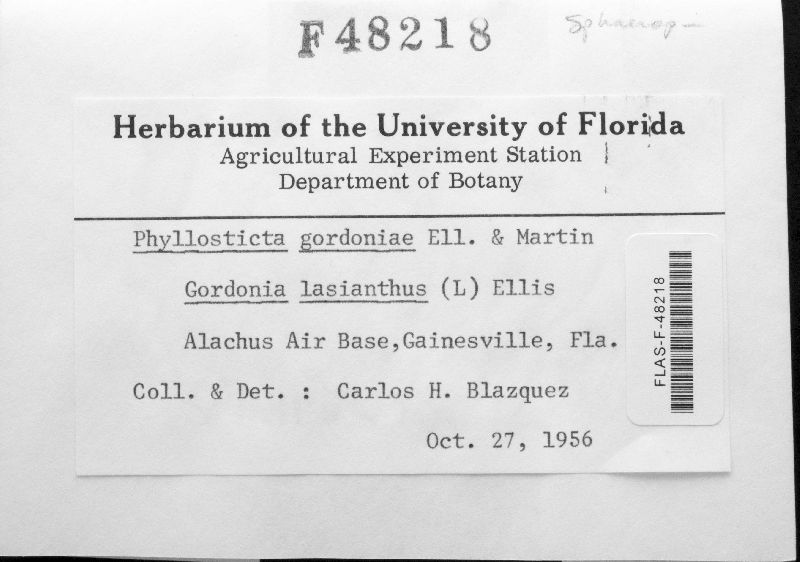 F48218
Herbarium of the University of Florida
Agricultural Experiment Station
Department of Botany
Phyllosticta gordoniae Ell. & Martin
Gordonia lasianthus (L) Ellis
Alachus Air Base,Gainesville, Fla.
Coll. & Det. : Carlos H. Blazquez
Oct. 27, 1956
FLAS-F-48218